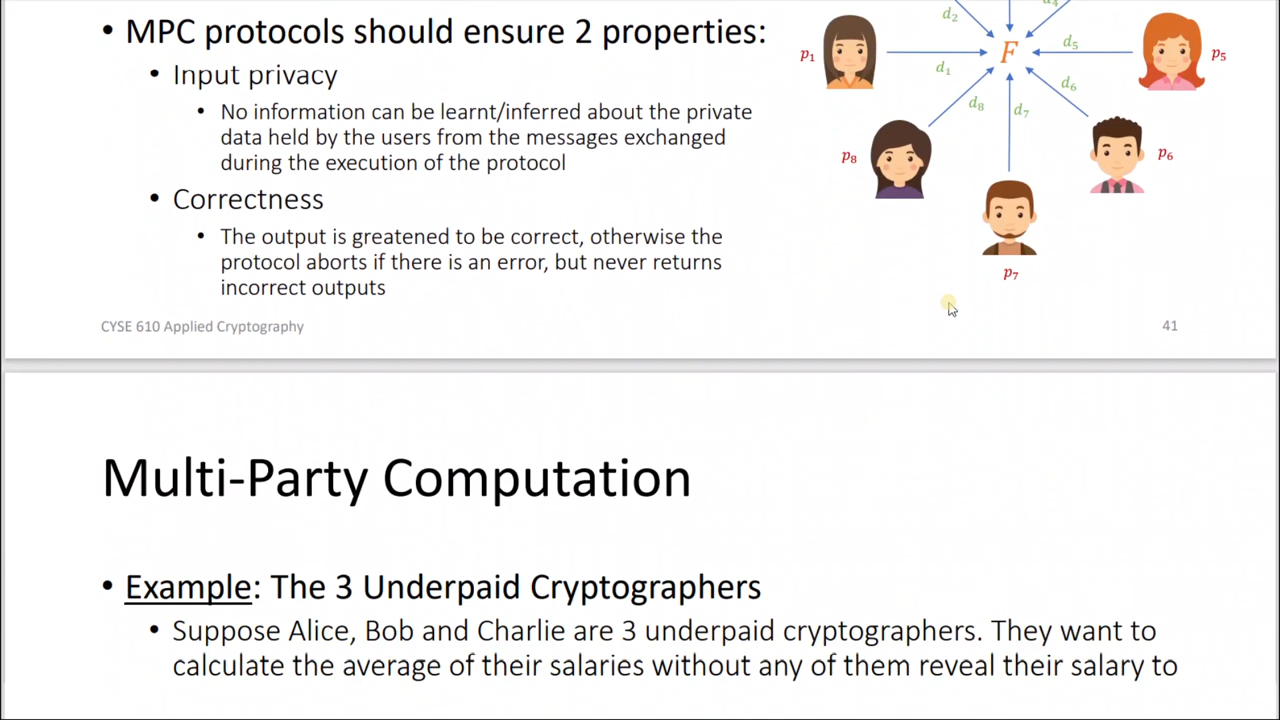 • MPC protocols should ensure 2 properties:
• Input privacy
• No information can be learnt/inferred about the private
data held by the users from the messages exchanged
during the execution of the protocol
• Correctness
• The output is greatened to be correct, otherwise the
protocol aborts if there is an error, but never returns
incorrect outputs
d2
p1
F
d5
p5
d1
d6
d8
d7
p8
p6
p7
CYSE 610 Applied Cryptography
41
Multi-Party Computation
• Example: The 3 Underpaid Cryptographers
• Suppose Alice, Bob and Charlie are 3 underpaid cryptographers. They want to
calculate the average of their salaries without any of them reveal their salary to